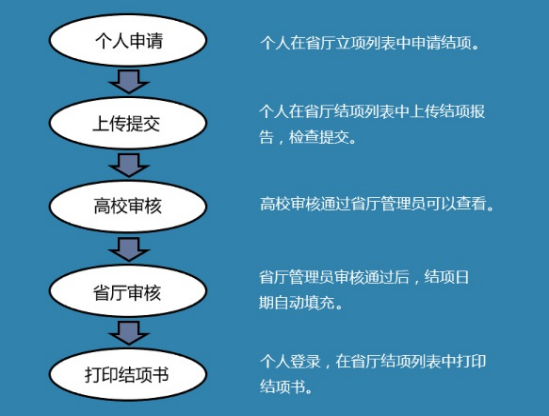 个人申请
个人在省厅立项列表中申请结项。
上传提交
个人在省厅结项列表中上传结项报
告，检查提交。
高校审核
高校审核通过省厅管理员可以查看。
省厅审核
省厅管理员审核通过后，结项日
期自动填充。
打印结项书
个人登录，在省厅结项列表中打印
结项书。